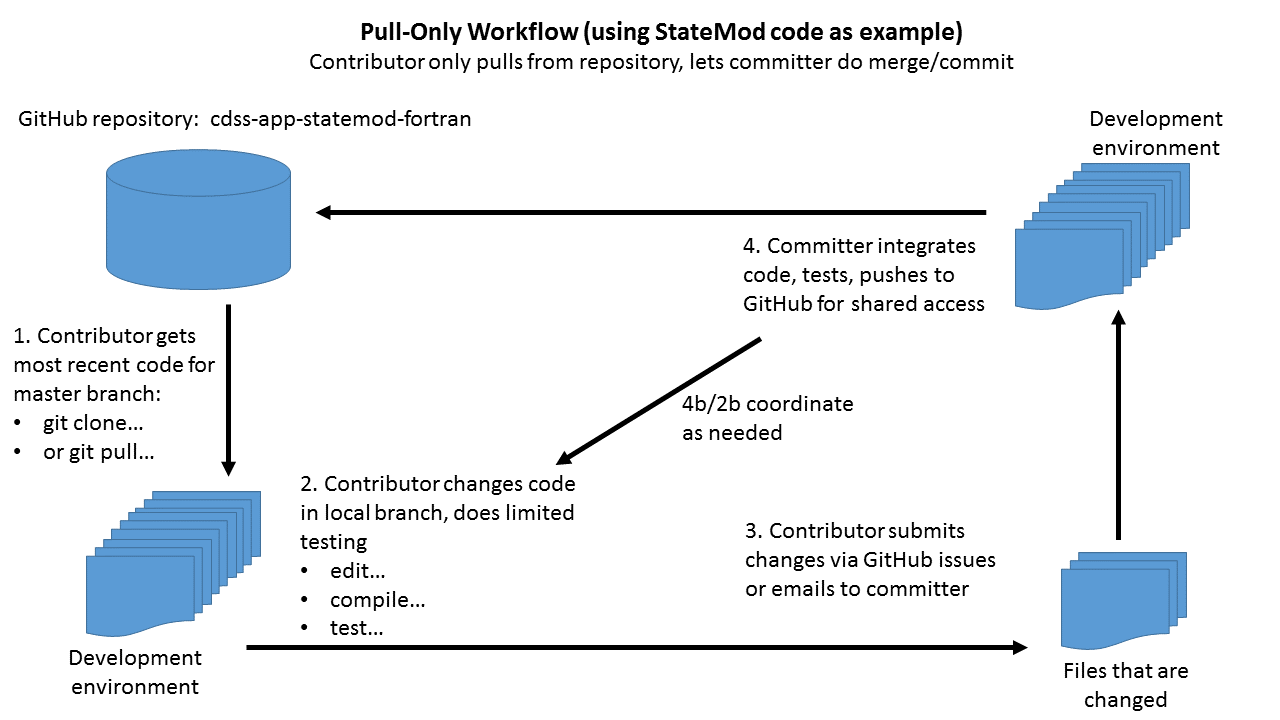 Pull-Only Workflow (using StateMod code as example)
Contributor only pulls from repository, lets committer do merge/commit
GitHub repository:  cdss-app-statemod-fortran
Development
environment
4. Committer integrates
code, tests, pushes to
GitHub for shared access
1. Contributor gets
most recent code for
master branch:
• git clone…
• or git pull…
4b/2b coordinate
as needed
2. Contributor changes code
in local branch, does limited
testing
• edit…
• compile…
• test…
3. Contributor submits
changes via GitHub issues
or emails to committer
Development
environment
Files that are
changed